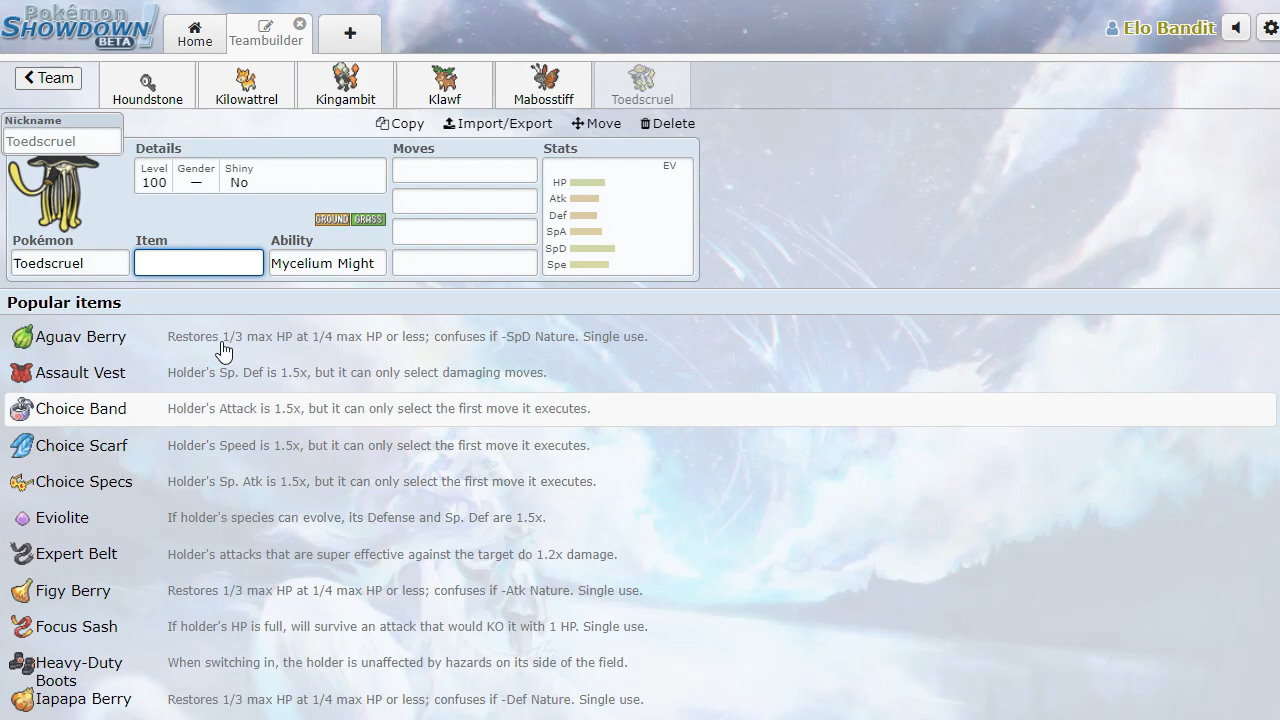 Pokémon
SHOWDOWN!
BETA
Home
Teambuilder
+
Elo Bandit
Team
Houndstone
Kilowattrel
Kingambit
Klawf
Mabosstiff
Toedscruel
Nickname
Toedscruel
Copy
Import/Export
Move
Delete
Details
Moves
Stats
Level
Gender
Shiny
EV
100
—
No
HP
Atk
Def
SpA
SpD
Spe
GROUND GRASS
Pokémon
Item
Ability
Toedscruel
Mycelium Might
Popular items
Aguav Berry Restores 1/3 max HP at 1/4 max HP or less; confuses if -SpD Nature. Single use.
Assault Vest Holder's Sp. Def is 1.5x, but it can only select damaging moves.
Choice Band Holder's Attack is 1.5x, but it can only select the first move it executes.
Choice Scarf Holder's Speed is 1.5x, but it can only select the first move it executes.
Choice Specs Holder's Sp. Atk is 1.5x, but it can only select the first move it executes.
Eviolite If holder's species can evolve, its Defense and Sp. Def are 1.5x.
Expert Belt Holder's attacks that are super effective against the target do 1.2x damage.
Figy Berry Restores 1/3 max HP at 1/4 max HP or less; confuses if -Atk Nature. Single use.
Focus Sash If holder's HP is full, will survive an attack that would KO it with 1 HP. Single use.
Heavy-Duty Boots When switching in, the holder is unaffected by hazards on its side of the field.
Iapapa Berry Restores 1/3 max HP at 1/4 max HP or less; confuses if -Def Nature. Single use.